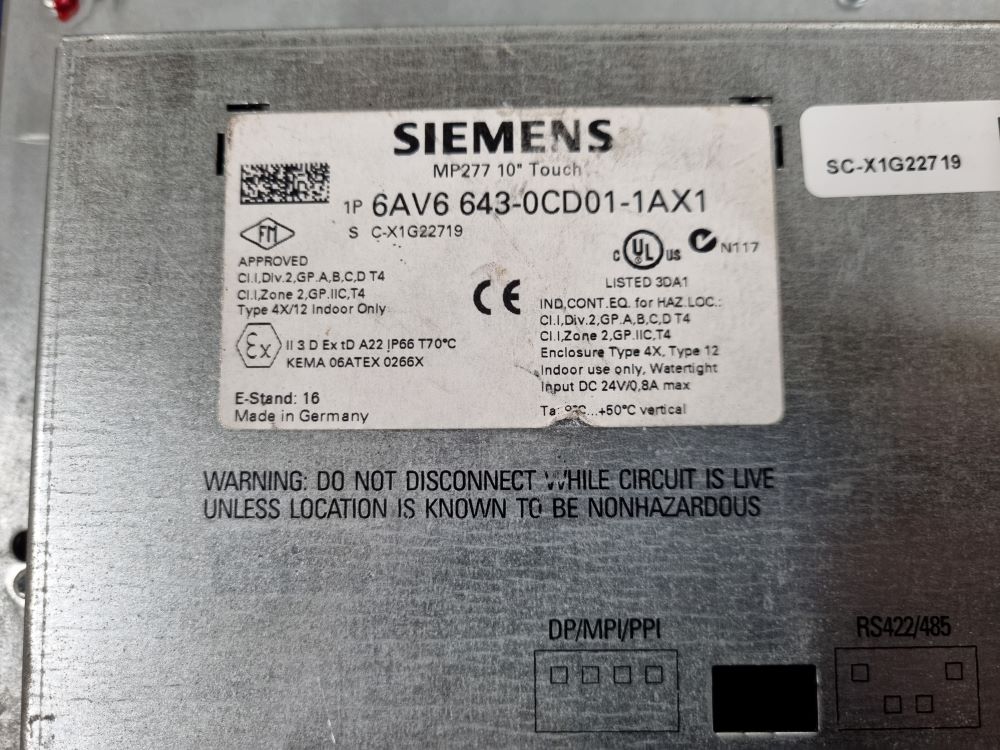 SIEMENS
MP277 10" Touch
1P 6AV6 643-0CD01-1AX1
S C-X1G22719
SC-X1G22719
FM
APPROVED
Cl.I,Div.2,GP.A,B,C,D T4
Cl.I,Zone 2,GP.IIC,T4
Type 4X/12 Indoor Only
Ex
II 3 D Ex tD A22 IP66 T70°C
KEMA 06ATEX 0266X
E-Stand: 16
Made in Germany
CE
C UL US
N117
LISTED 3DA1
IND.CONT.EQ. for HAZ.LOC.:
Cl.I,Div.2,GP.A,B,C,D T4
Cl.I,Zone 2,GP.IIC,T4
Enclosure Type 4X, Type 12
Indoor use only, Watertight
Input DC 24V/0,8A max
Ta: 0°C...+50°C vertical
WARNING: DO NOT DISCONNECT WHILE CIRCUIT IS LIVE
UNLESS LOCATION IS KNOWN TO BE NONHAZARDOUS
DP/MPI/PPI
RS422/485